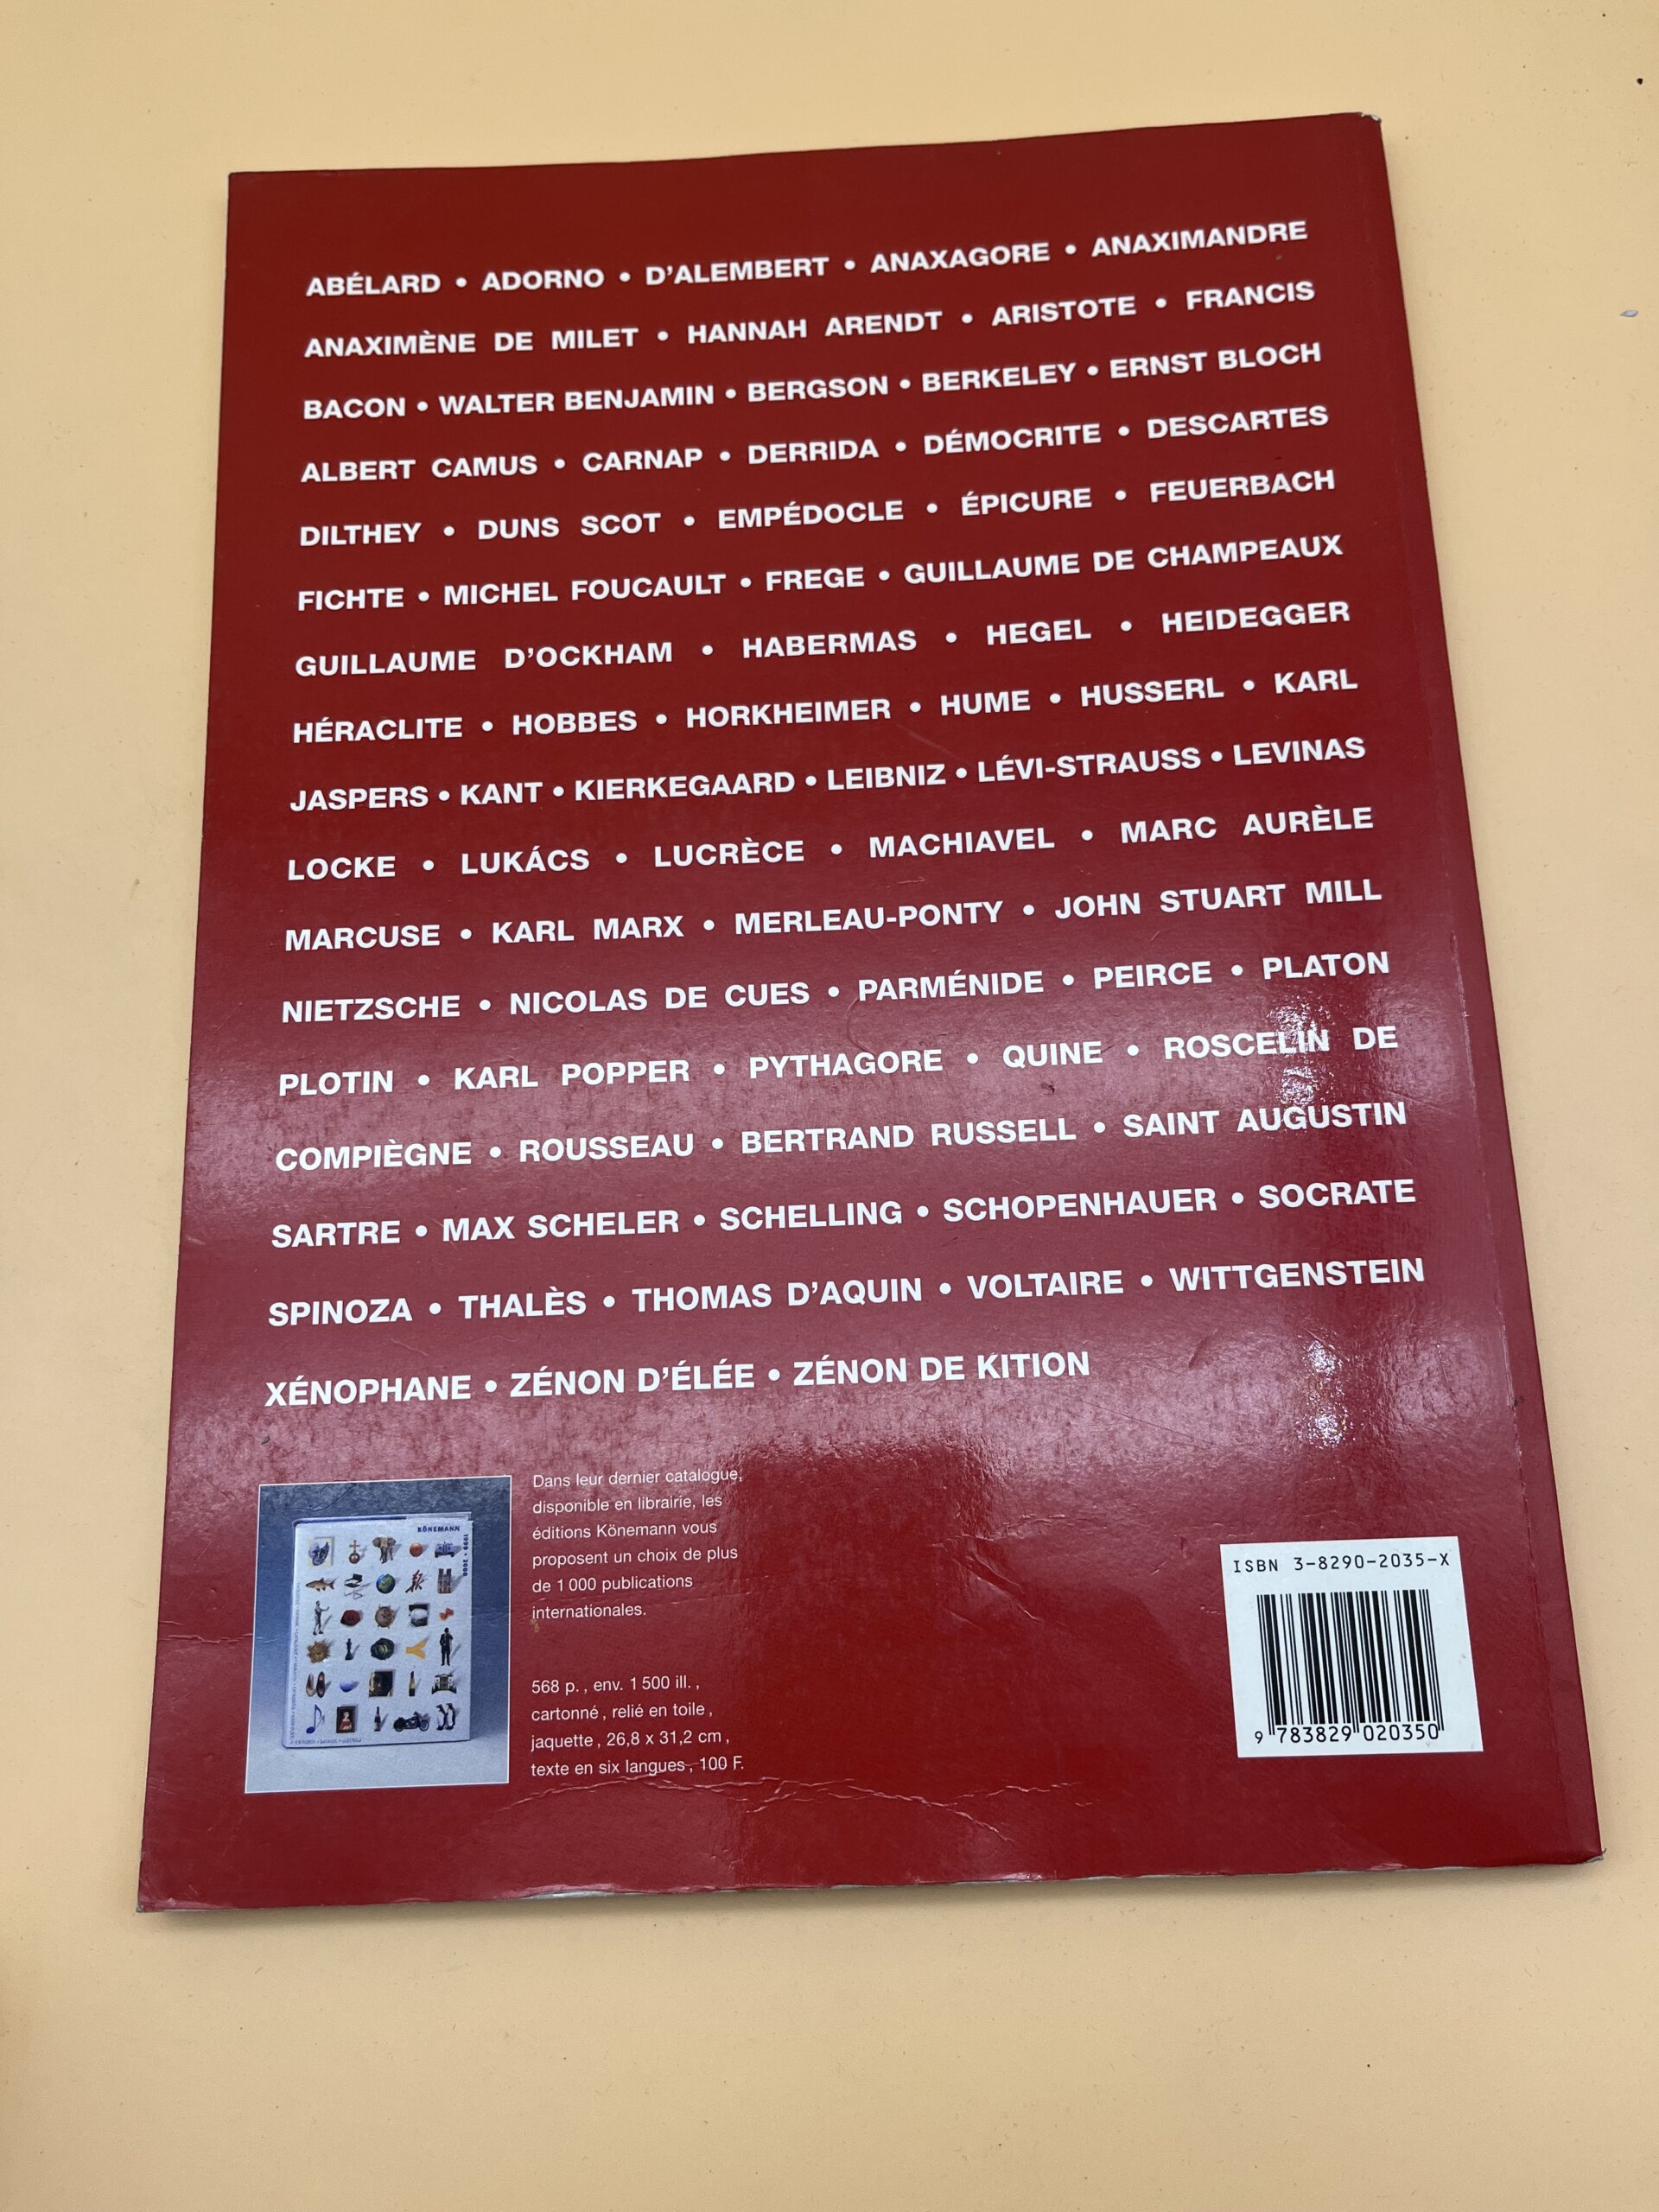 ABÉLARD • ADORNO • D'ALEMBERT • ANAXAGORE • ANAXIMANDRE
ANAXIMÈNE DE MILET • HANNAH ARENDT • ARISTOTE • FRANCIS
BACON • WALTER BENJAMIN • BERGSON • BERKELEY • ERNST BLOCH
ALBERT CAMUS • CARNAP • DERRIDA • DÉMOCRITE • DESCARTES
DILTHEY • DUNS SCOT • EMPÉDOCLE • ÉPICURE • FEUERBACH
FICHTE • MICHEL FOUCAULT • FREGE • GUILLAUME DE CHAMPEAUX
GUILLAUME D'OCKHAM • HABERMAS • HEGEL • HEIDEGGER
HÉRACLITE • HOBBES • HORKHEIMER • HUME • HUSSERL • KARL
JASPERS • KANT • KIERKEGAARD • LEIBNIZ • LÉVI-STRAUSS • LEVINAS
LOCKE • LUKÁCS • LUCRÈCE • MACHIAVEL • MARC AURÈLE
MARCUSE • KARL MARX • MERLEAU-PONTY • JOHN STUART MILL
NIETZSCHE • NICOLAS DE CUES • PARMÉNIDE • PEIRCE • PLATON
PLOTIN • KARL POPPER • PYTHAGORE • QUINE • ROSCELIN DE
COMPIÈGNE • ROUSSEAU • BERTRAND RUSSELL • SAINT AUGUSTIN
SARTRE • MAX SCHELER • SCHELLING • SCHOPENHAUER • SOCRATE
SPINOZA • THALÈS • THOMAS D'AQUIN • VOLTAIRE • WITTGENSTEIN
XÉNOPHANE • ZÉNON D'ÉLÉE • ZÉNON DE KITION
KÖNEMANN
1999 • 2000
Dans leur dernier catalogue,
disponible en librairie, les
éditions Könemann vous
proposent un choix de plus
de 1 000 publications
internationales.
568 p., env. 1 500 ill.,
cartonné, relié en toile,
jaquette, 26,8 x 31,2 cm,
texte en six langues, 100 F.
ISBN 3-8290-2035-X
9 783829 020350